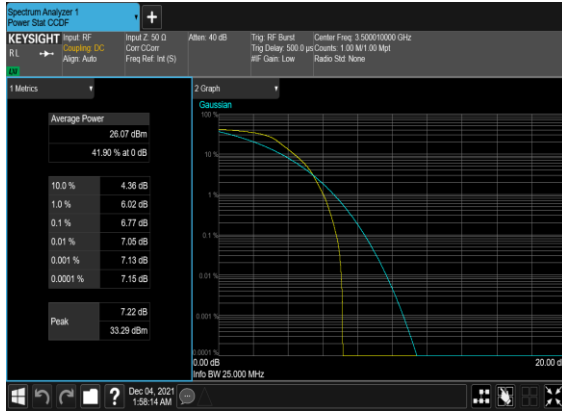 Spectrum Analyzer 1
Power Stat CCDF
+
KEYSIGHT
RL
LU
Input: RF
Coupling: DC
Align: Auto
Input Z: 50 Ω
Corr CCorr
Freq Ref: Int (S)
Atten: 40 dB
Trig: RF Burst
Trig Delay: 500.0 µs
#IF Gain: Low
Center Freq: 3.500010000 GHz
Counts: 1.00 M/1.00 Mpt
Radio Std: None
1 Metrics
Average Power
26.07 dBm
41.90 % at 0 dB
10.0 % 4.36 dB
1.0 % 6.02 dB
0.1 % 6.77 dB
0.01 % 7.05 dB
0.001 % 7.13 dB
0.0001 % 7.15 dB
Peak
7.22 dB
33.29 dBm
2 Graph
Gaussian
100 %
10 %
1 %
0.1 %
0.01 %
0.001 %
0.0001 %
0.00 dB
20.00 d
Info BW 25.000 MHz
?
Dec 04, 2021
1:58:14 AM